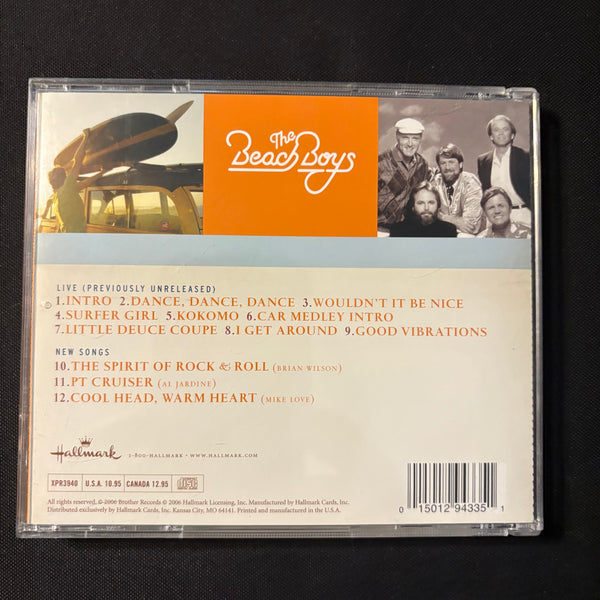 The
Beach Boys
LIVE (PREVIOUSLY UNRELEASED)
1.INTRO 2.DANCE, DANCE, DANCE 3.WOULDN'T IT BE NICE
4.SURFER GIRL 5.KOKOMO 6.CAR MEDLEY INTRO
7.LITTLE DEUCE COUPE 8.I GET AROUND 9.GOOD VIBRATIONS
NEW SONGS
10.THE SPIRIT OF ROCK & ROLL (BRIAN WILSON)
11.PT CRUISER (AL JARDINE)
12.COOL HEAD, WARM HEART (MIKE LOVE)
Hallmark 1-800-HALLMARK • WWW.HALLMARK.COM
XPR3940 U.S.A. 10.95 CANADA 12.95 COMPACT disc DIGITAL AUDIO
All rights reserved. ℗ 2006 Brother Records © 2006 Hallmark Licensing, Inc. Manufactured by Hallmark Cards, Inc.
Distributed exclusively by Hallmark Cards, Inc. Kansas City, MO 64141. Printed and manufactured in the U.S.A.
0 15012 94335 1